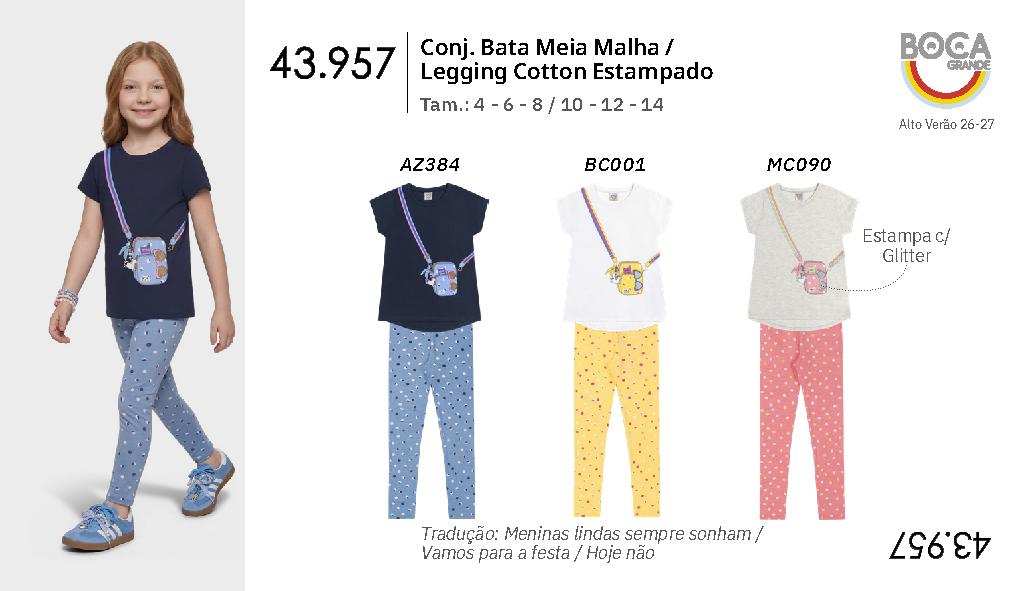 43.957
Conj. Bata Meia Malha /
Legging Cotton Estampado
Tam.: 4 - 6 - 8 / 10 - 12 - 14
BOCA
GRANDE
Alto Verão 26-27
AZ384
BC001
MC090
Estampa c/
Glitter
Tradução: Meninas lindas sempre sonham /
Vamos para a festa / Hoje não
43.957